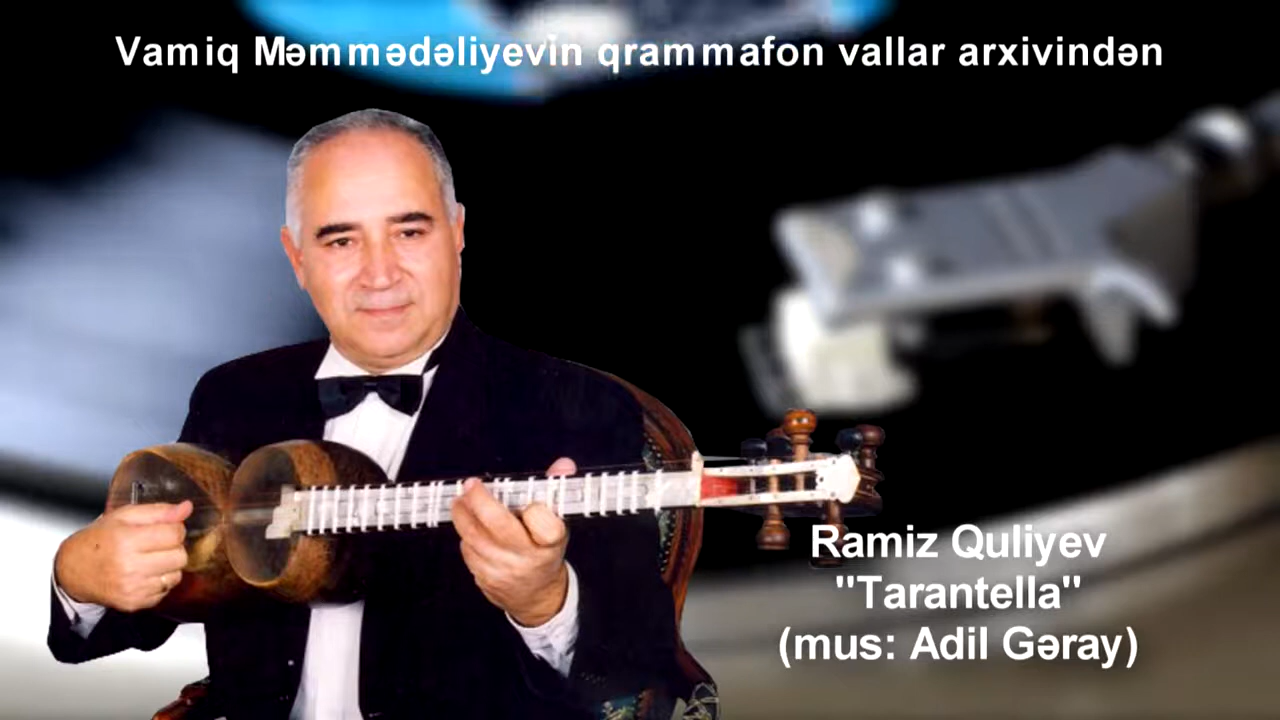 Vamiq Məmmədəliyevin qrammafon vallar arxivindən
Ramiz Quliyev
"Tarantella"
(mus: Adil Gəray)